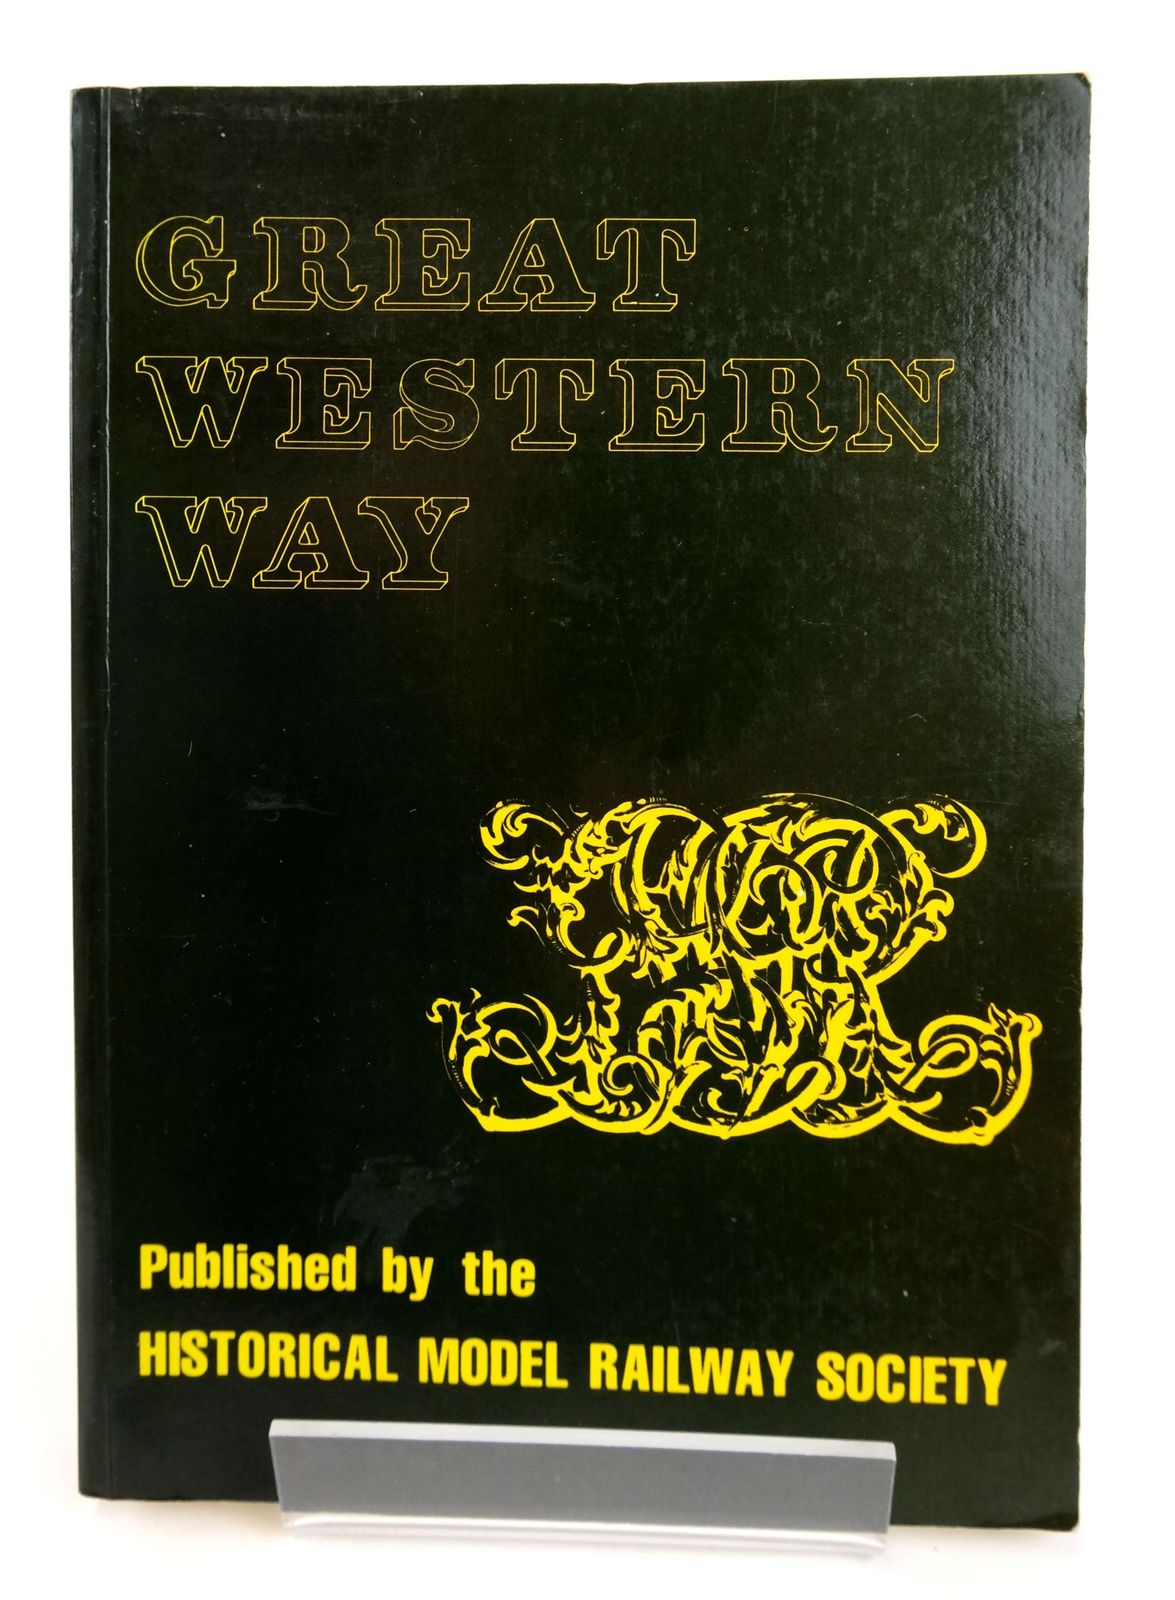 GREAT
WESTERN
WAY
Published by the
HISTORICAL MODEL RAILWAY SOCIETY